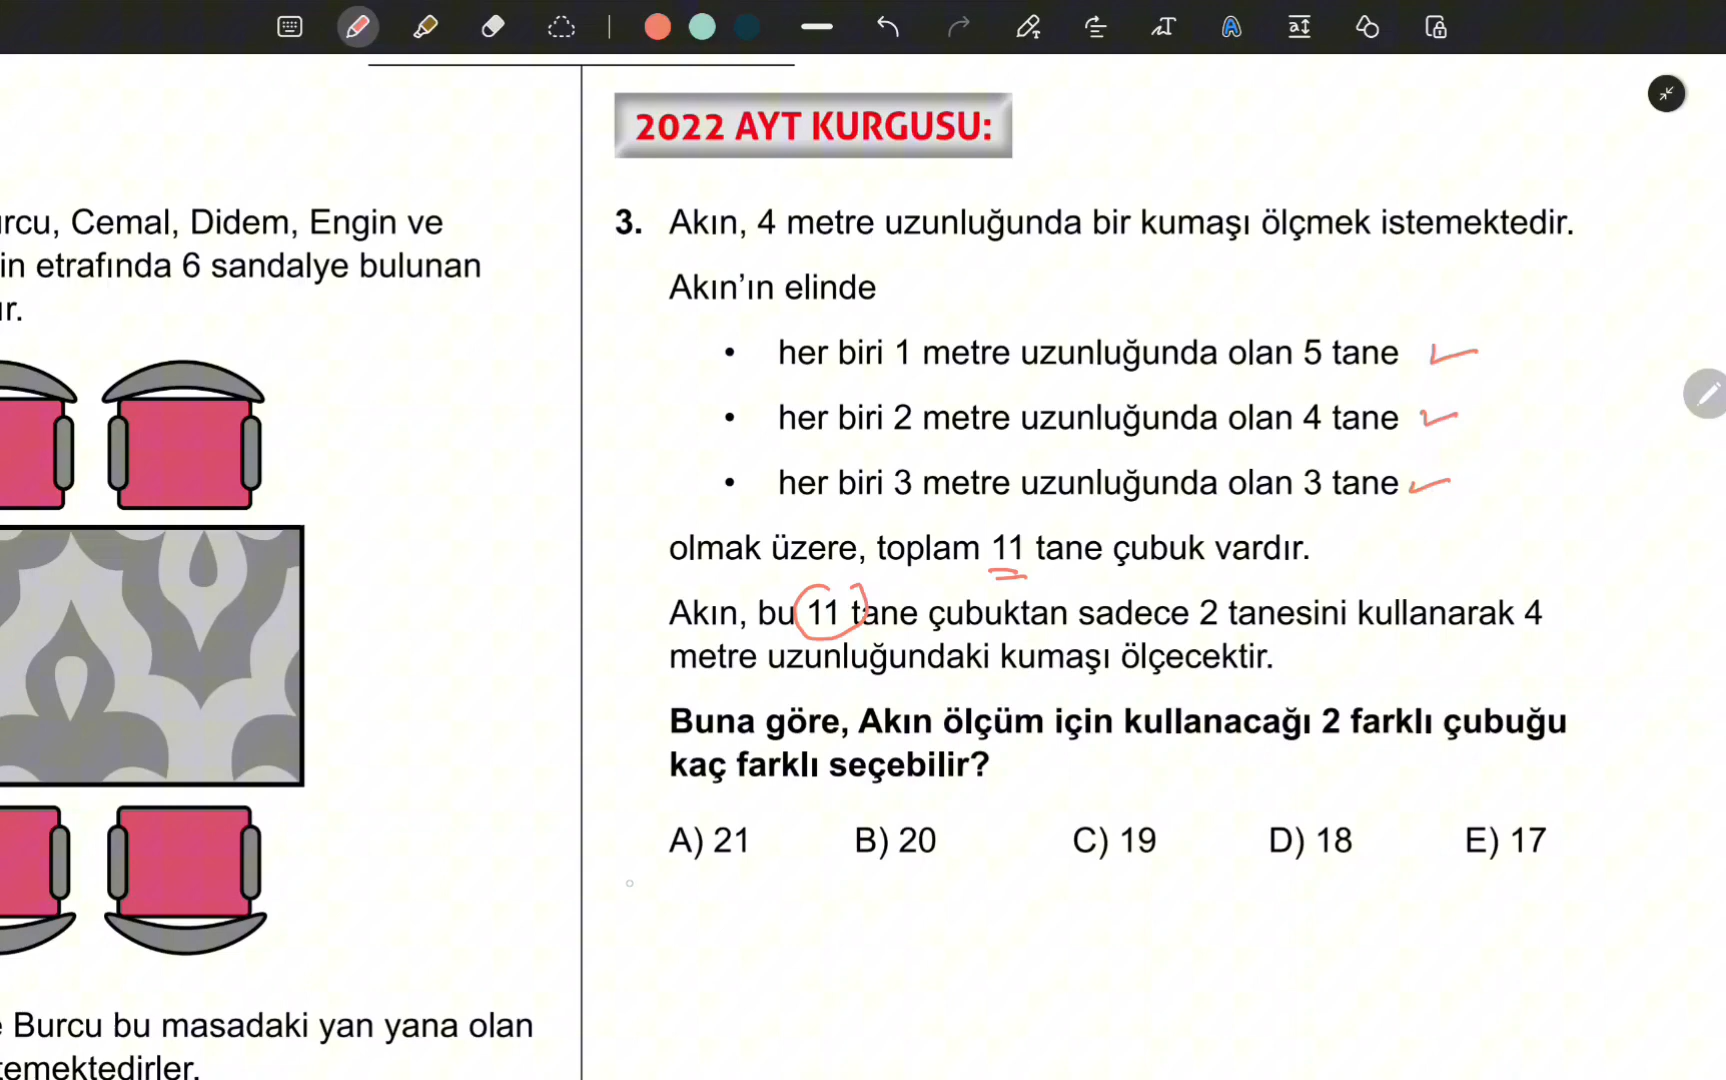 urcu, Cemal, Didem, Engin ve
in etrafında 6 sandalye bulunan
ır.
Burcu bu masadaki yan yana olan
temektedirler.
2022 AYT KURGUSU:
3. Akın, 4 metre uzunluğunda bir kumaşı ölçmek istemektedir.
Akın'ın elinde
• her biri 1 metre uzunluğunda olan 5 tane
• her biri 2 metre uzunluğunda olan 4 tane
• her biri 3 metre uzunluğunda olan 3 tane
olmak üzere, toplam 11 tane çubuk vardır.
Akın, bu 11 tane çubuktan sadece 2 tanesini kullanarak 4
metre uzunluğundaki kumaşı ölçecektir.
Buna göre, Akın ölçüm için kullanacağı 2 farklı çubuğu
kaç farklı seçebilir?
A) 21 B) 20 C) 19 D) 18 E) 17